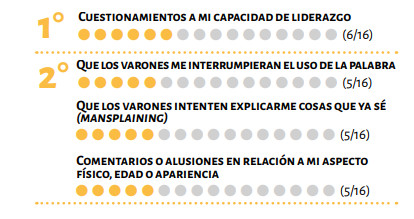 1° Cuestionamientos a mi capacidad de liderazgo
(6/16)
2° Que los varones me interrumpieran el uso de la palabra
(5/16)
Que los varones intenten explicarme cosas que ya sé
(mansplaining)
(5/16)
Comentarios o alusiones en relación a mi aspecto
físico, edad o apariencia
(5/16)